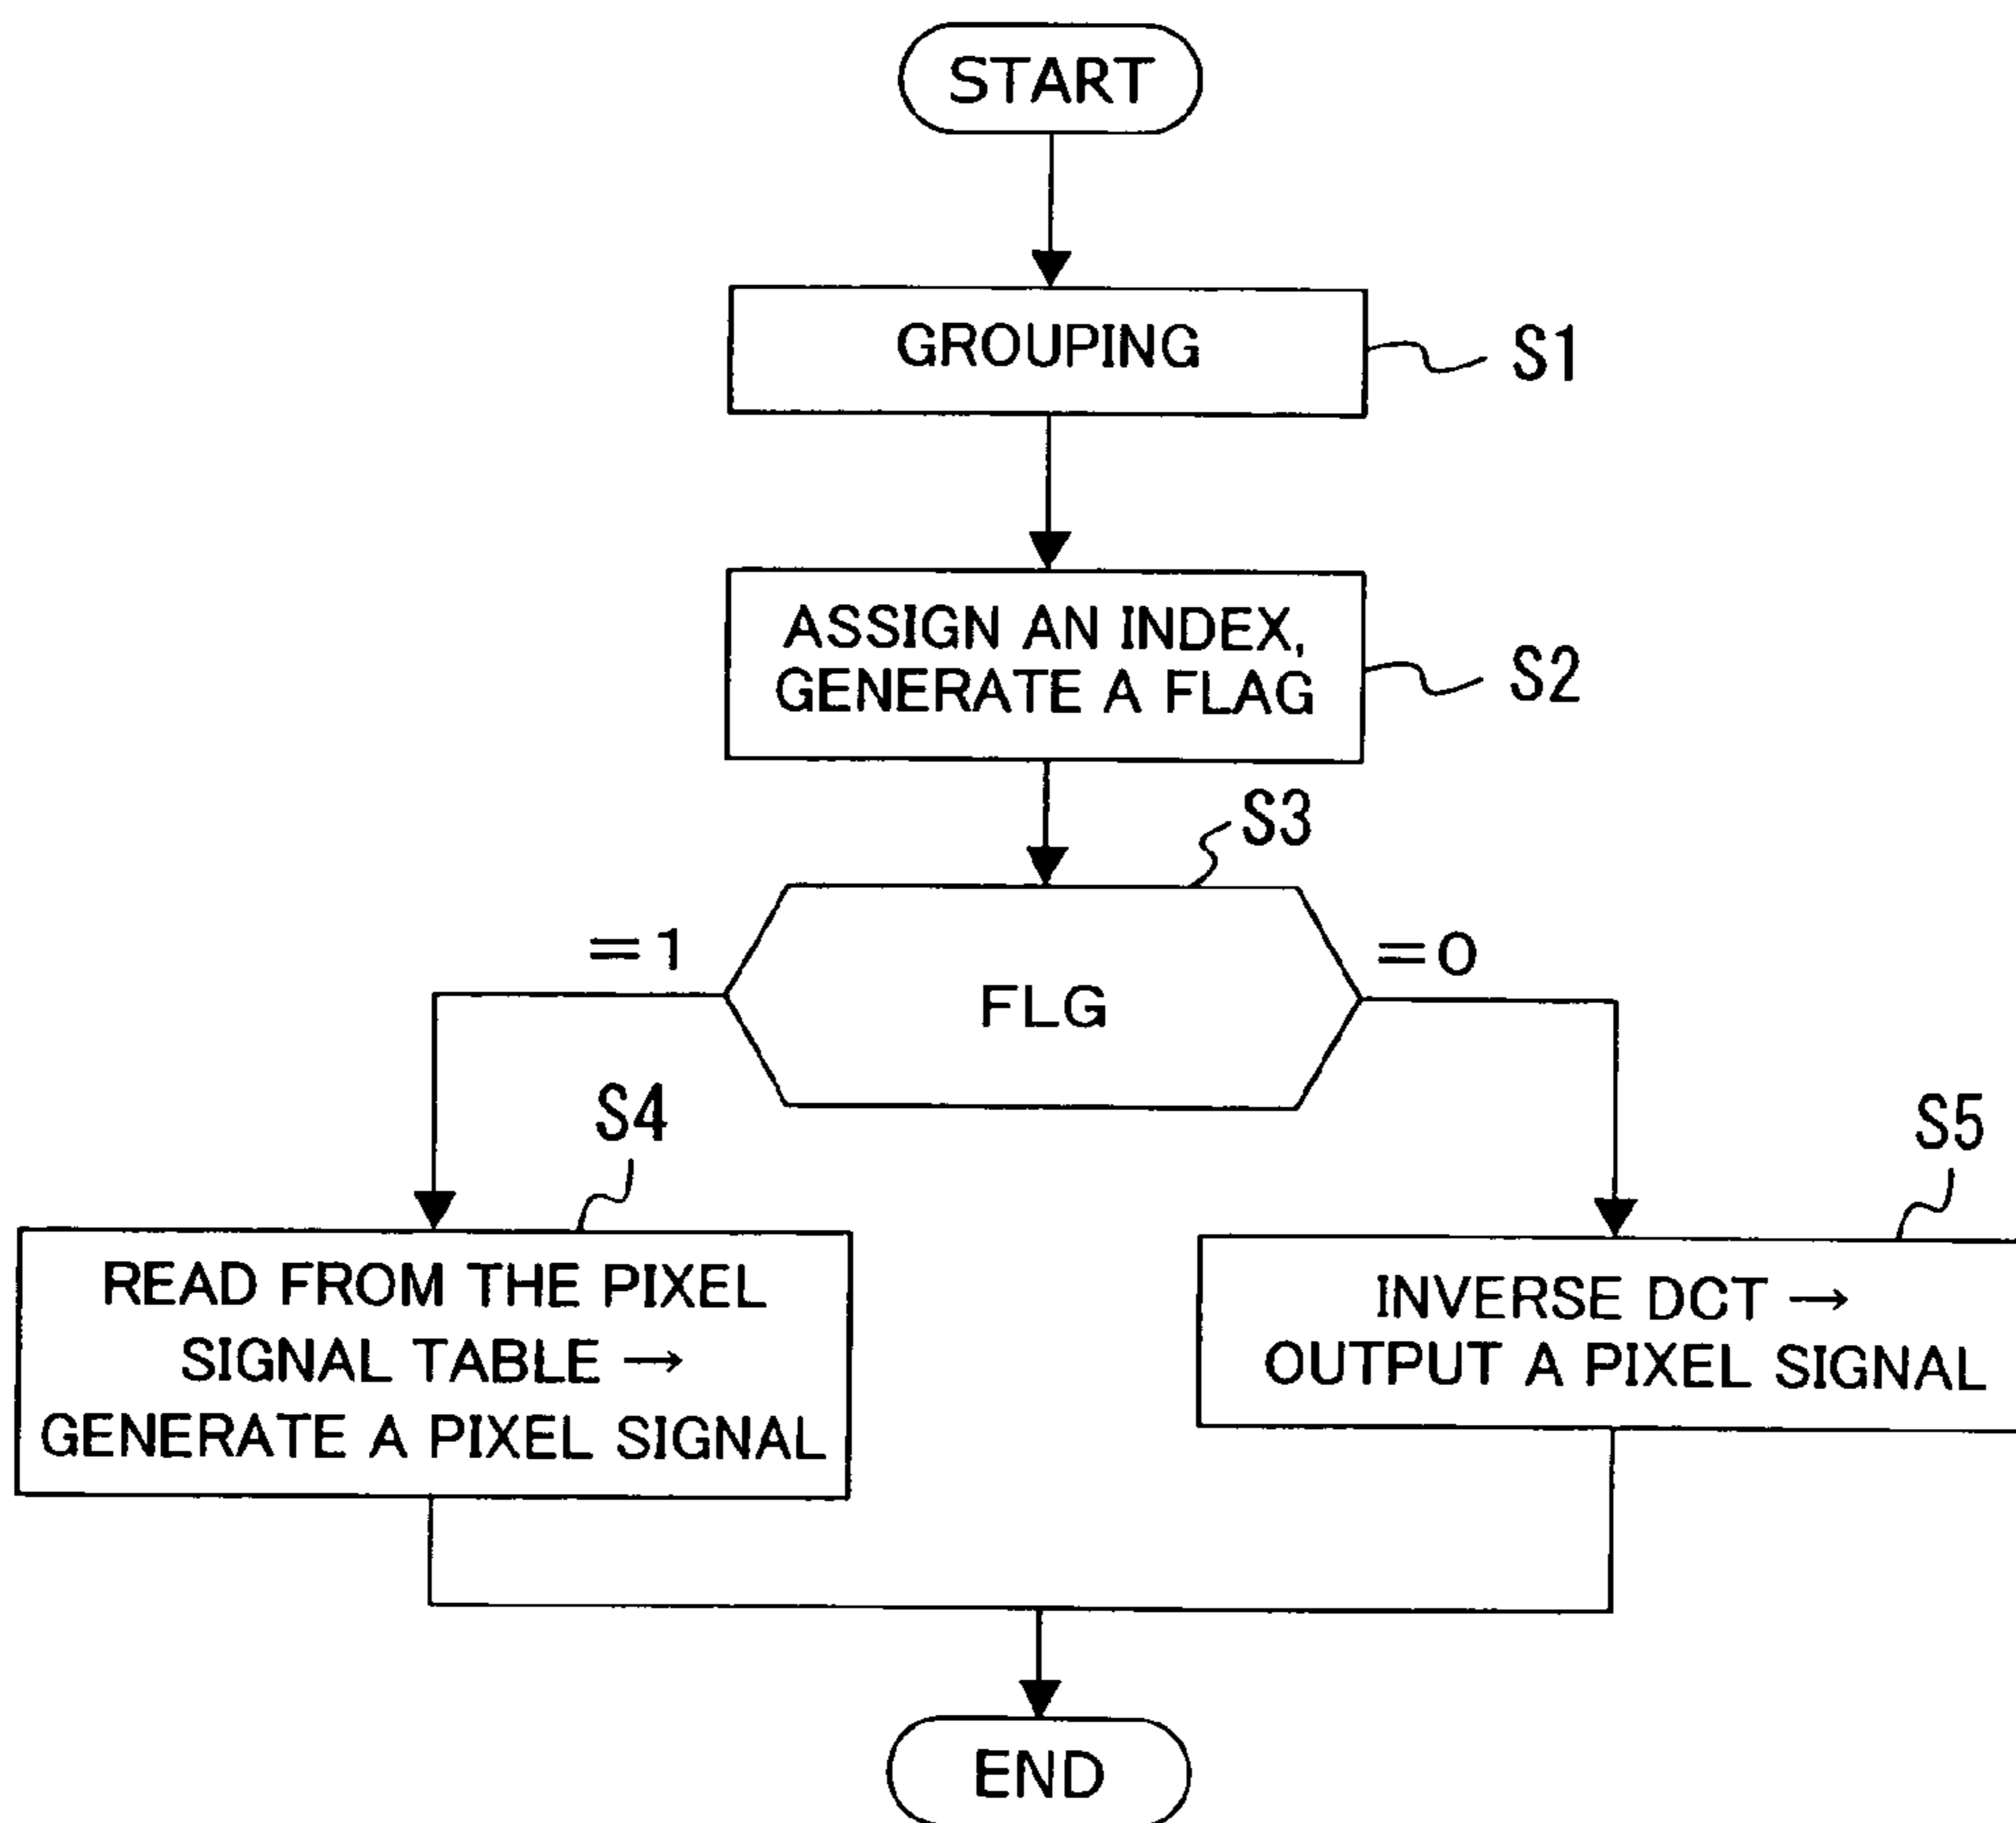 START
GROUPING
S1
ASSIGN AN INDEX,
GENERATE A FLAG
S2
S3
=1
=0
FLG
S4
S5
READ FROM THE PIXEL
SIGNAL TABLE →
GENERATE A PIXEL SIGNAL
INVERSE DCT →
OUTPUT A PIXEL SIGNAL
END